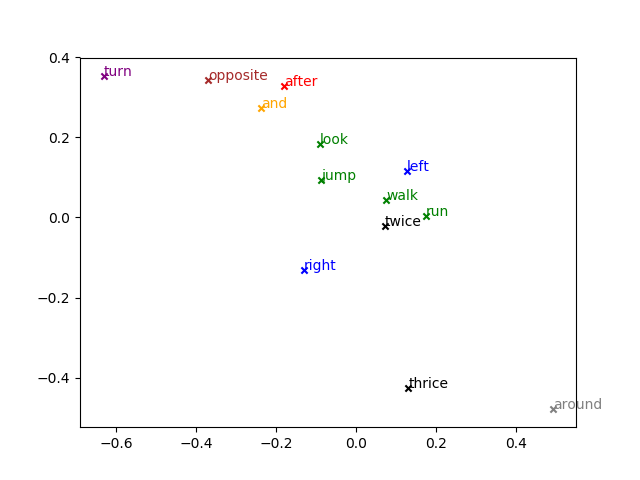 0.4
turn
opposite
after
and
0.2
look
left
jump
walk
run
0.0
twice
right
−0.2
−0.4
thrice
around
−0.6 −0.4 −0.2 0.0 0.2 0.4